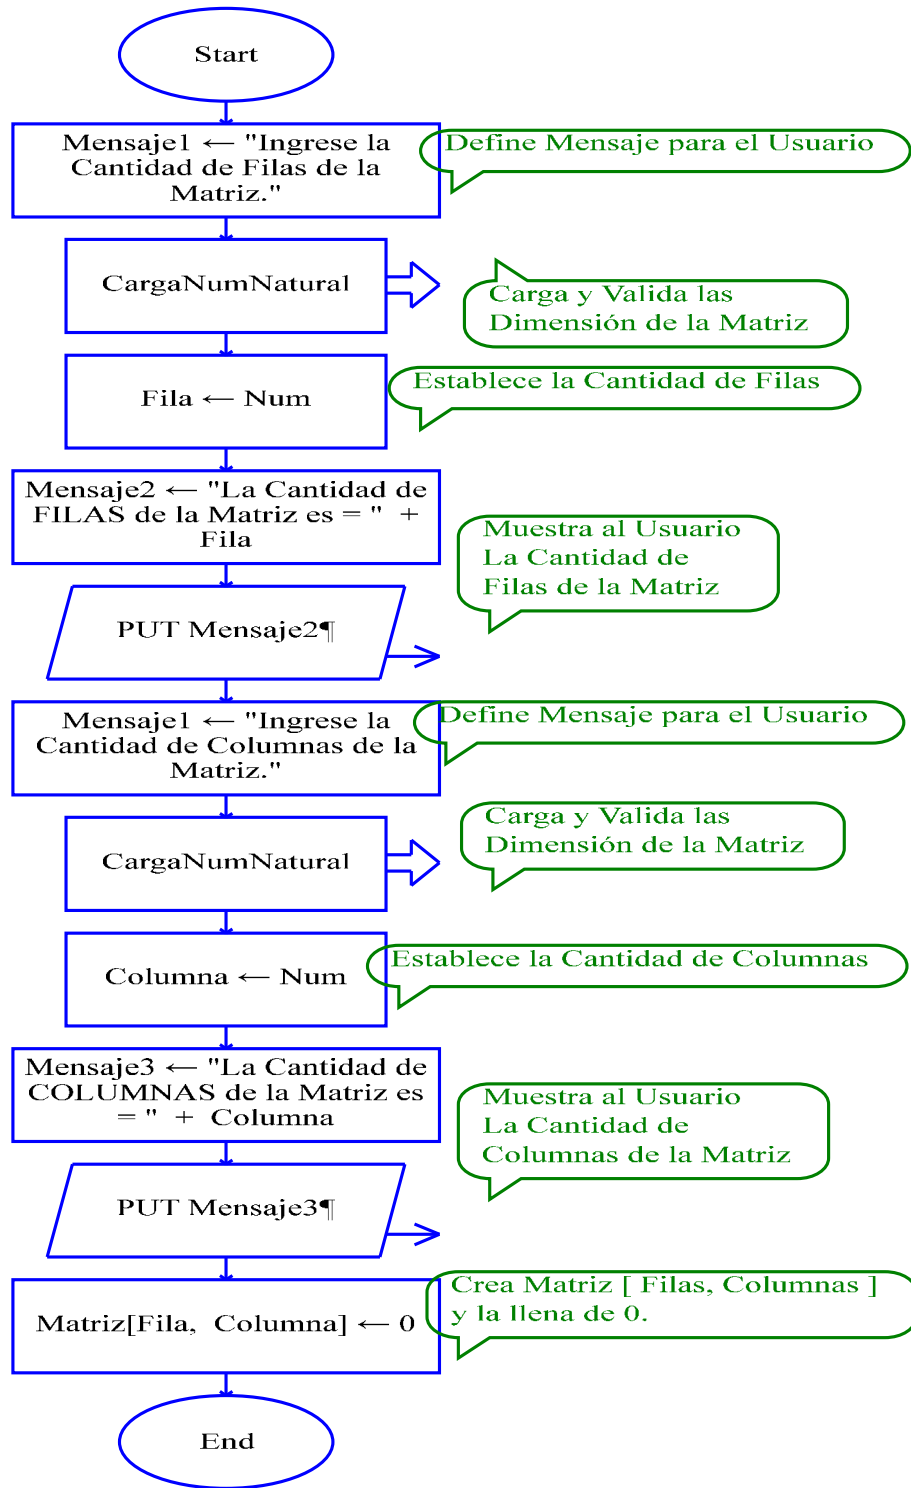 Start
Mensaje1 ← "Ingrese la
Cantidad de Filas de la
Matriz."
Define Mensaje para el Usuario
CargaNumNatural
Carga y Valida las
Dimensión de la Matriz
Fila ← Num
Establece la Cantidad de Filas
Mensaje2 ← "La Cantidad de
FILAS de la Matriz es = " +
Fila
Muestra al Usuario
La Cantidad de
Filas de la Matriz
PUT Mensaje2¶
Mensaje1 ← "Ingrese la
Cantidad de Columnas de la
Matriz."
Define Mensaje para el Usuario
CargaNumNatural
Carga y Valida las
Dimensión de la Matriz
Columna ← Num
Establece la Cantidad de Columnas
Mensaje3 ← "La Cantidad de
COLUMNAS de la Matriz es
= " + Columna
Muestra al Usuario
La Cantidad de
Columnas de la Matriz
PUT Mensaje3¶
Matriz[Fila, Columna] ← 0
Crea Matriz [ Filas, Columnas ]
y la llena de 0.
End